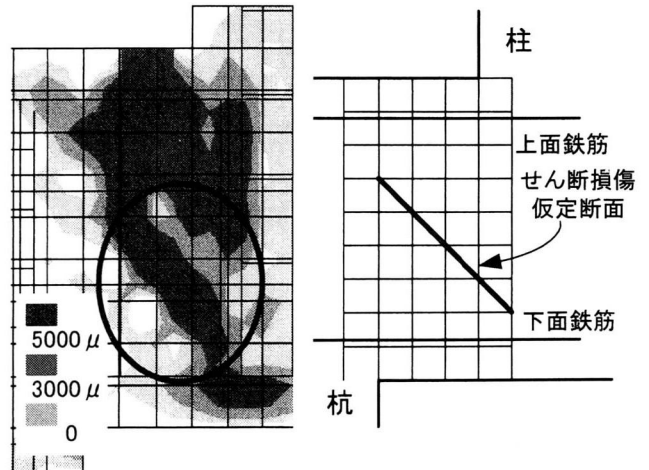 5000 μ
3000 μ
0
柱
上面鉄筋
せん断損傷
仮定断面
下面鉄筋
杭